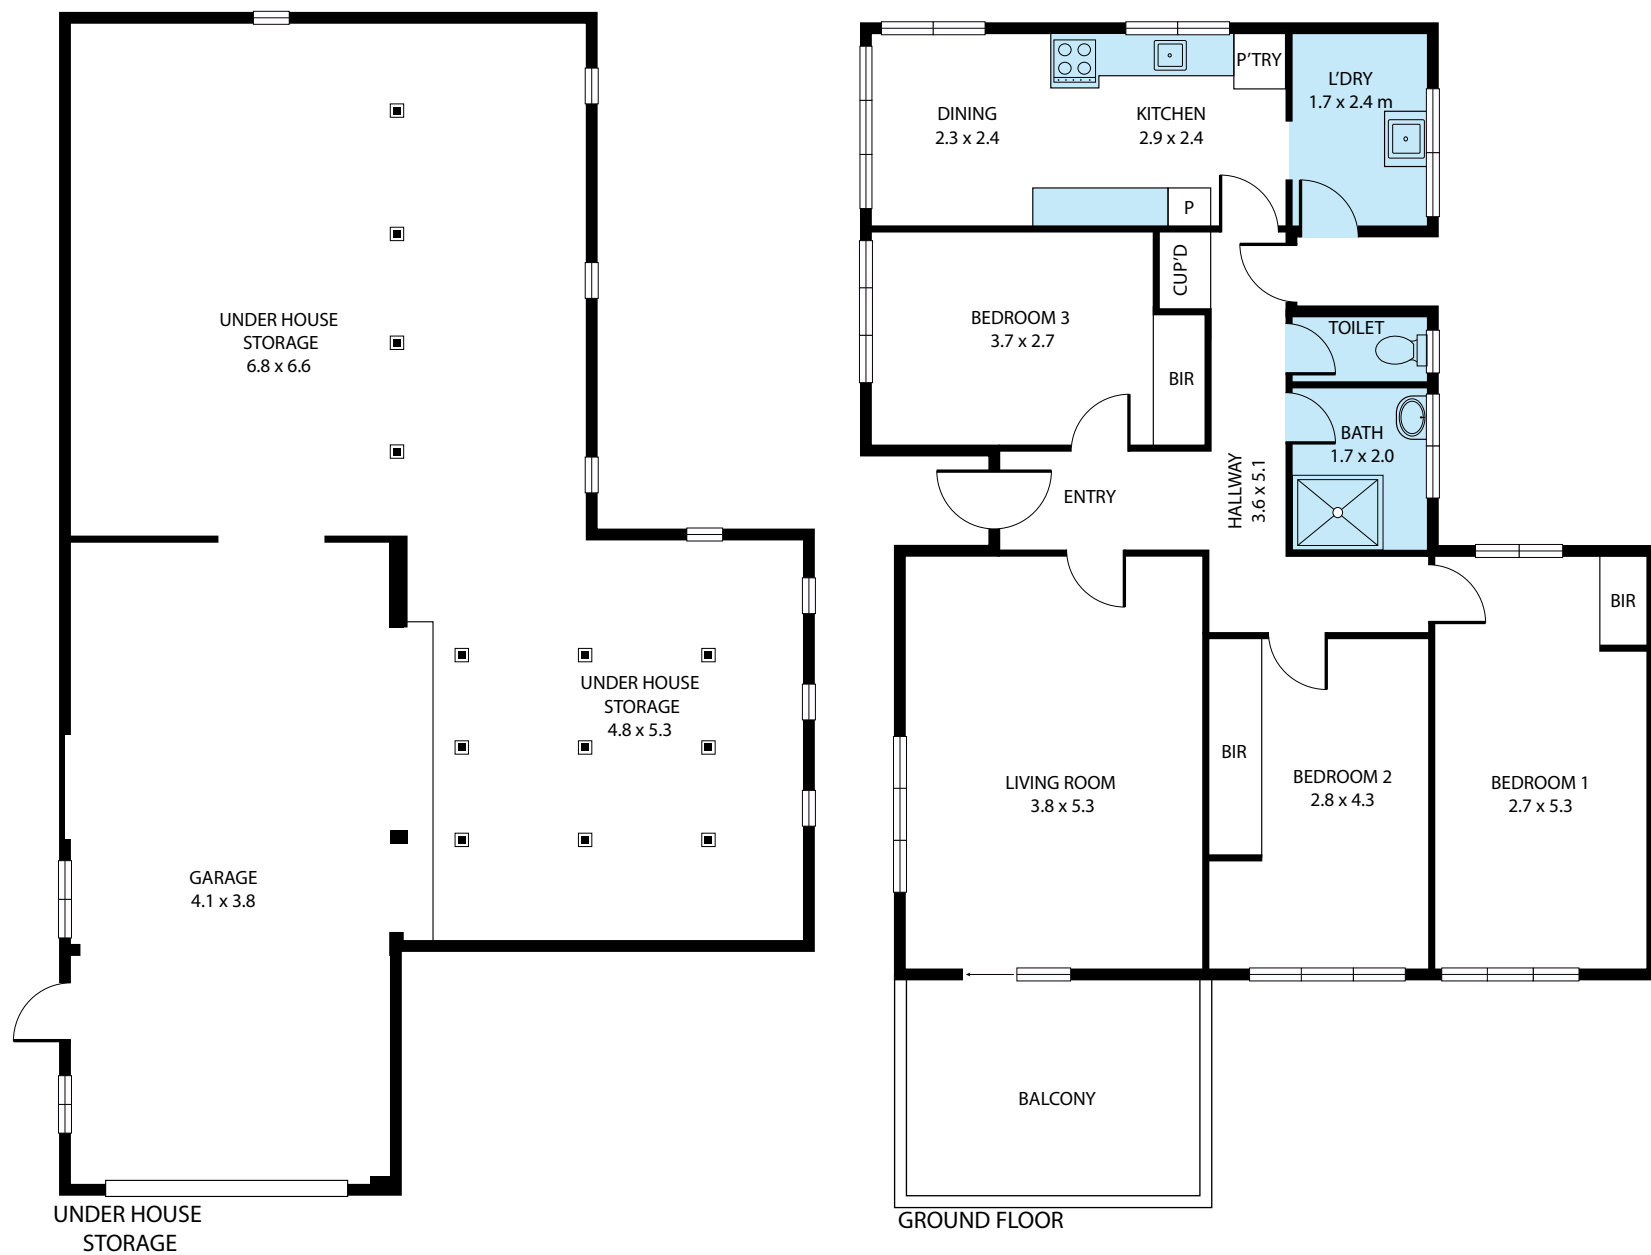 UNDER HOUSE
STORAGE
6.8 x 6.6
UNDER HOUSE
STORAGE
4.8 x 5.3
GARAGE
4.1 x 3.8
UNDER HOUSE
STORAGE
DINING
2.3 x 2.4
KITCHEN
2.9 x 2.4
P'TRY
L'DRY
1.7 x 2.4 m
P
CUP'D
BEDROOM 3
3.7 x 2.7
BIR
TOILET
BATH
1.7 x 2.0
HALLWAY
3.6 x 5.1
ENTRY
BIR
LIVING ROOM
3.8 x 5.3
BIR
BEDROOM 2
2.8 x 4.3
BEDROOM 1
2.7 x 5.3
BALCONY
GROUND FLOOR